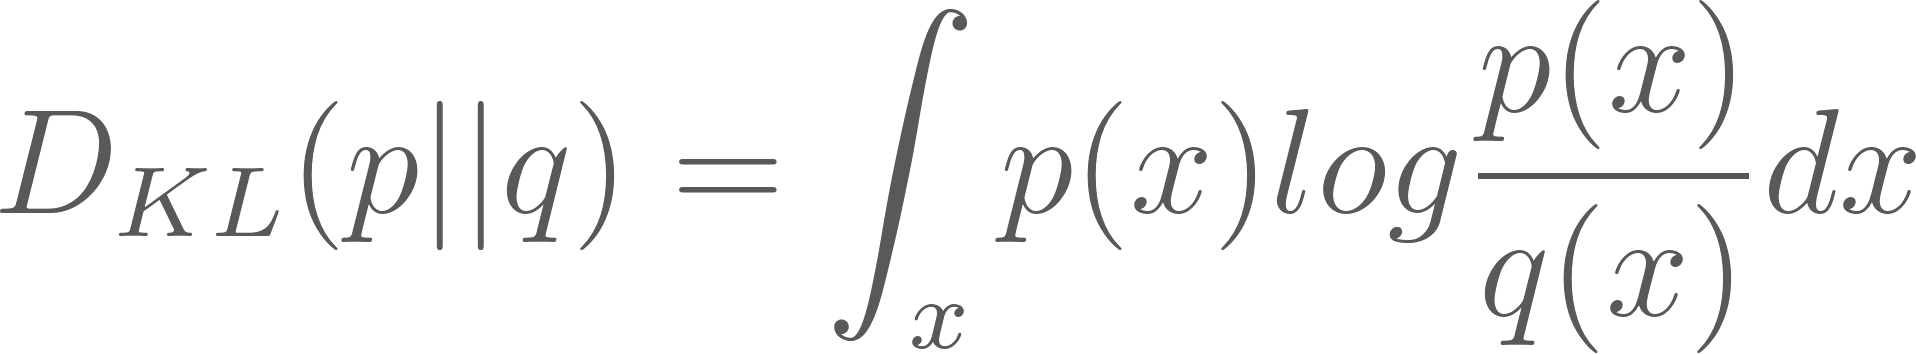 D_{KL}(p||q) = \int_x p(x) log \frac{p(x)}{q(x)} dx